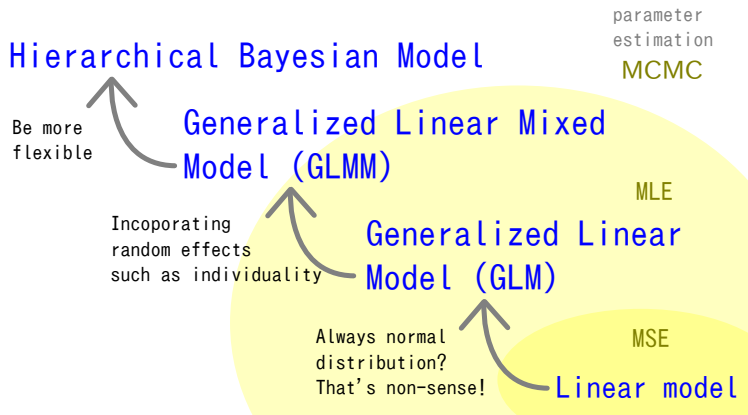 parameter
estimation
MCMC
Hierarchical Bayesian Model
Be more
flexible
Generalized Linear Mixed
Model (GLMM)
MLE
Incoporating
random effects
such as individuality
Generalized Linear
Model (GLM)
Always normal
distribution?
That's non-sense!
MSE
Linear model